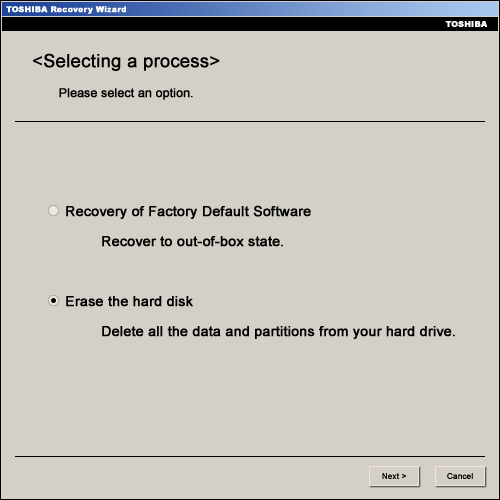 TOSHIBA Recovery Wizard
TOSHIBA
<Selecting a process>
Please select an option.
Recovery of Factory Default Software
Recover to out-of-box state.
Erase the hard disk
Delete all the data and partitions from your hard drive.
Next >
Cancel